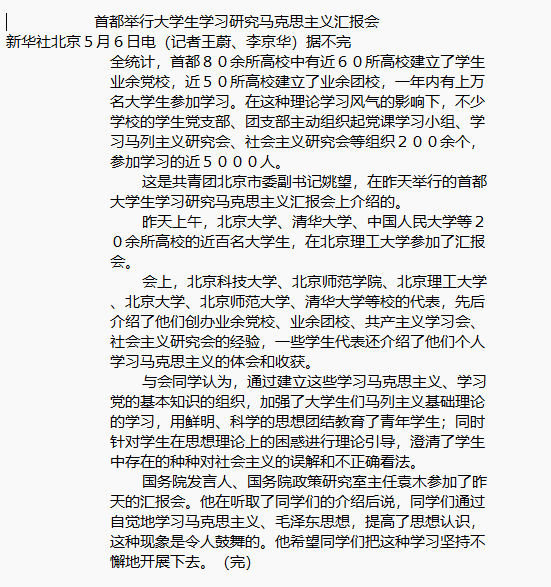 首都举行大学生学习研究马克思主义汇报会
新华社北京５月６日电（记者王蔚、李京华）据不完
全统计，首都８０余所高校中有近６０所高校建立了学生
业余党校，近５０所高校建立了业余团校，一年内有上万
名大学生参加学习。在这种理论学习风气的影响下，不少
学校的学生党支部、团支部主动组织起党课学习小组、学
习马列主义研究会、社会主义研究会等组织２００余个，
参加学习的近５０００人。
这是共青团北京市委副书记姚望，在昨天举行的首都
大学生学习研究马克思主义汇报会上介绍的。
昨天上午，北京大学、清华大学、中国人民大学等２
０余所高校的近百名大学生，在北京理工大学参加了汇报
会。
会上，北京科技大学、北京师范学院、北京理工大学
、北京大学、北京师范大学、清华大学等校的代表，先后
介绍了他们创办业余党校、业余团校、共产主义学习会、
社会主义研究会的经验，一些学生代表还介绍了他们个人
学习马克思主义的体会和收获。
与会同学认为，通过建立这些学习马克思主义、学习
党的基本知识的组织，加强了大学生们马列主义基础理论
的学习，用鲜明、科学的思想团结教育了青年学生；同时
针对学生在思想理论上的困惑进行理论引导，澄清了学生
中存在的种种对社会主义的误解和不正确看法。
国务院发言人、国务院政策研究室主任袁木参加了昨
天的汇报会。他在听取了同学们的介绍后说，同学们通过
自觉地学习马克思主义、毛泽东思想，提高了思想认识，
这种现象是令人鼓舞的。他希望同学们把这种学习坚持不
懈地开展下去。（完）